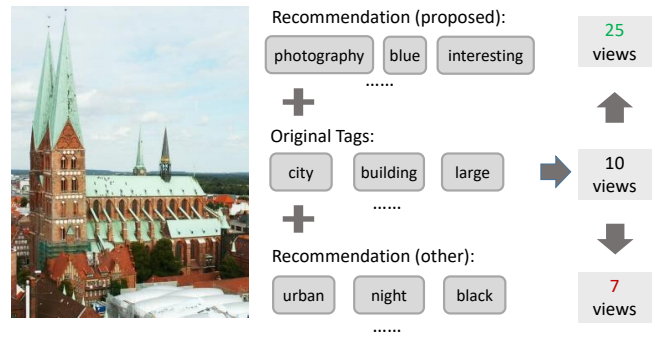 Recommendation (proposed):
photography blue interesting
......
25
views
Original Tags:
city building large
......
10
views
Recommendation (other):
urban night black
......
7
views